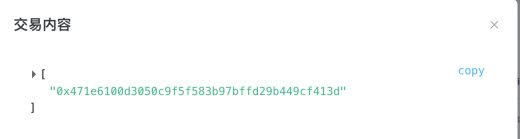 交易内容
×
copy
[
"0x471e6100d3050c9f5f583b97bffd29b449cf413d"
]